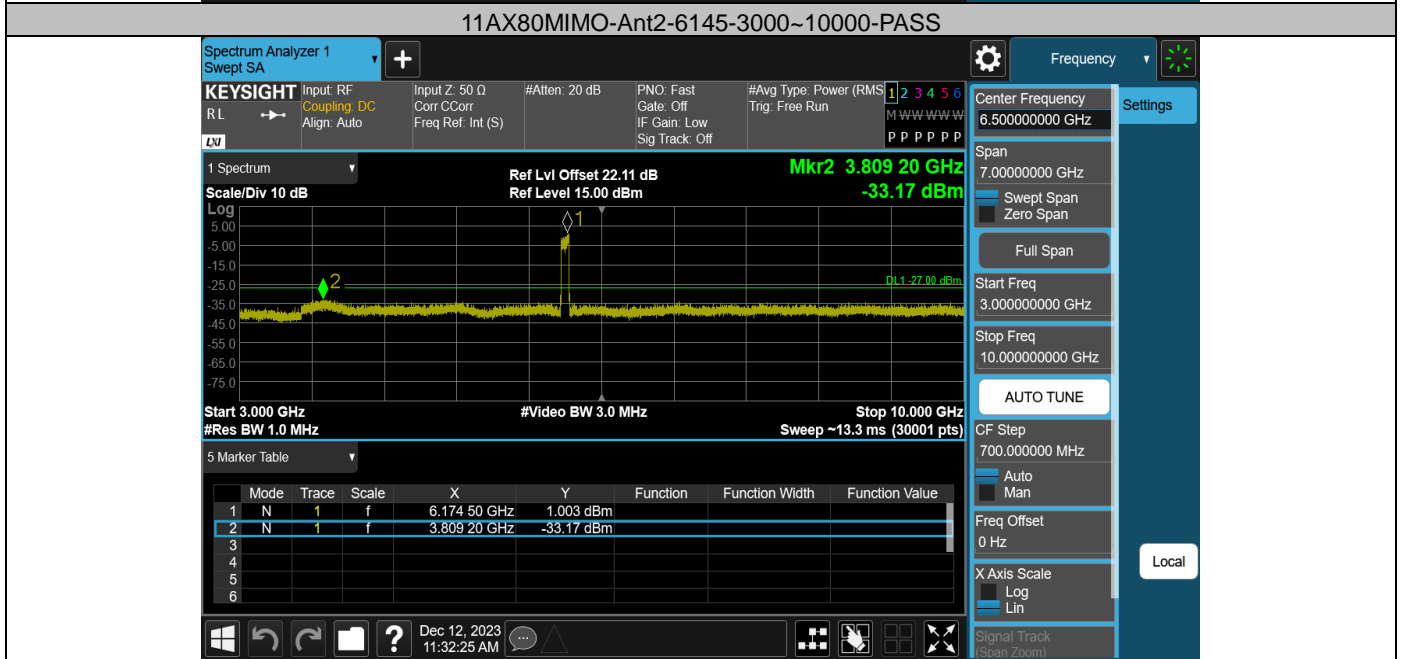 11AX80MIMO-Ant2-6145-3000~10000-PASS
Spectrum Analyzer 1
Swept SA
Frequency
KEYSIGHT
RL
LXI
Input: RF
Coupling: DC
Align: Auto
Input Z: 50 Ω
Corr CCorr
Freq Ref: Int (S)
#Atten: 20 dB
PNO: Fast
Gate: Off
IF Gain: Low
Sig Track: Off
#Avg Type: Power (RMS
Trig: Free Run
1 2 3 4 5 6
M W W W W W
P P P P P P
1 Spectrum
Scale/Div 10 dB
Ref Lvl Offset 22.11 dB
Ref Level 15.00 dBm
Mkr2 3.809 20 GHz
-33.17 dBm
Log
5.00
-5.00
-15.0
-25.0
-35.0
-45.0
-55.0
-65.0
-75.0
1
2
DL1 -27.00 dBm
Start 3.000 GHz
#Res BW 1.0 MHz
#Video BW 3.0 MHz
Stop 10.000 GHz
Sweep ~13.3 ms (30001 pts)
5 Marker Table
Mode Trace Scale X Y Function Function Width Function Value
1 N 1 f 6.174 50 GHz 1.003 dBm
2 N 1 f 3.809 20 GHz -33.17 dBm
3
4
5
6
Dec 12, 2023
11:32:25 AM
Center Frequency
6.500000000 GHz
Settings
Span
7.00000000 GHz
Swept Span
Zero Span
Full Span
Start Freq
3.000000000 GHz
Stop Freq
10.000000000 GHz
AUTO TUNE
CF Step
700.000000 MHz
Auto
Man
Freq Offset
0 Hz
X Axis Scale
Log
Lin
Signal Track
(Span Zoom)
Local